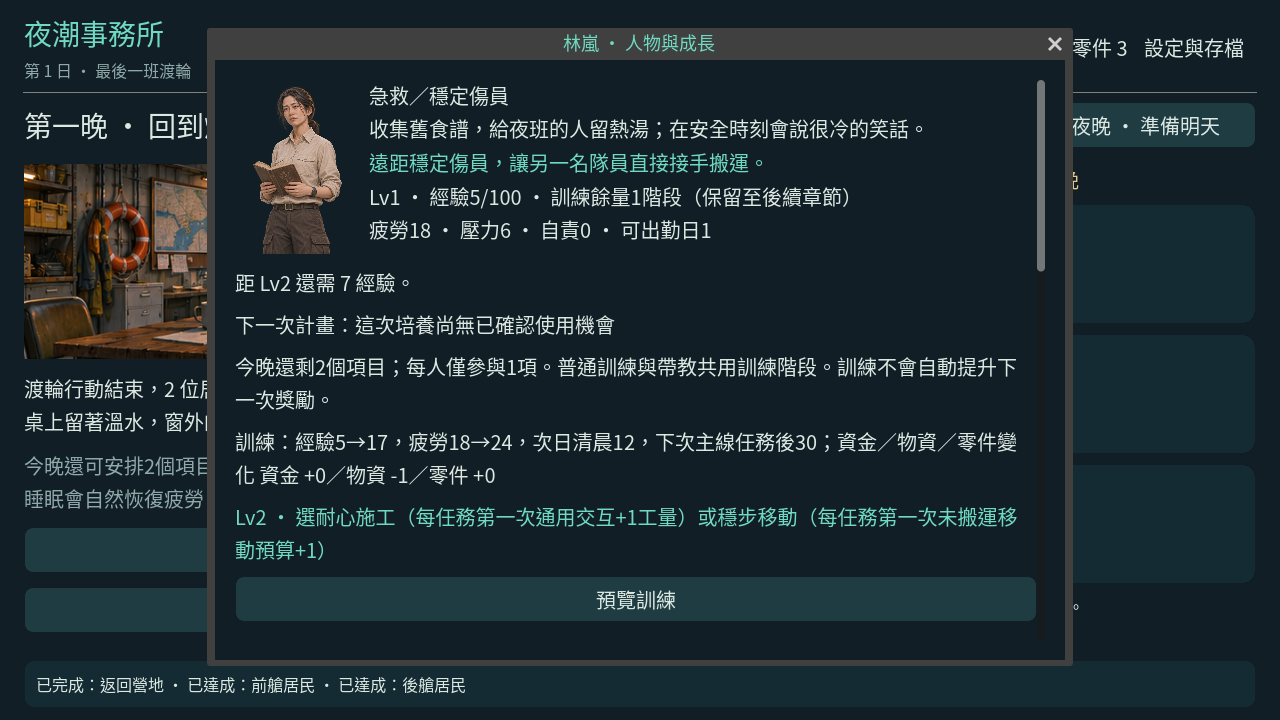 夜潮事務所
第 1 日 · 最後一班渡輪
零件 3 設定與存檔
林嵐 · 人物與成長
第一晚 · 回到
夜晚 · 準備明天
急救／穩定傷員
收集舊食譜，給夜班的人留熱湯；在安全時刻會說很冷的笑話。
遠距穩定傷員，讓另一名隊員直接接手搬運。
Lv1 · 經驗5/100 · 訓練餘量1階段（保留至後續章節）
疲勞18 · 壓力6 · 自責0 · 可出勤日1
距 Lv2 還需 7 經驗。
下一次計畫：這次培養尚無已確認使用機會
今晚還剩2個項目；每人僅參與1項。普通訓練與帶教共用訓練階段。訓練不會自動提升下
一次獎勵。
訓練：經驗5→17，疲勞18→24，次日清晨12，下次主線任務後30；資金／物資／零件變
化 資金 +0／物資 -1／零件 +0
Lv2 · 選耐心施工（每任務第一次通用交互+1工量）或穩步移動（每任務第一次未搬運移
動預算+1）
預覽訓練
渡輪行動結束，2 位
桌上留著溫水，窗外
今晚還可安排2個項目
睡眠會自然恢復疲勞
已完成：返回營地 · 已達成：前艙居民 · 已達成：後艙居民